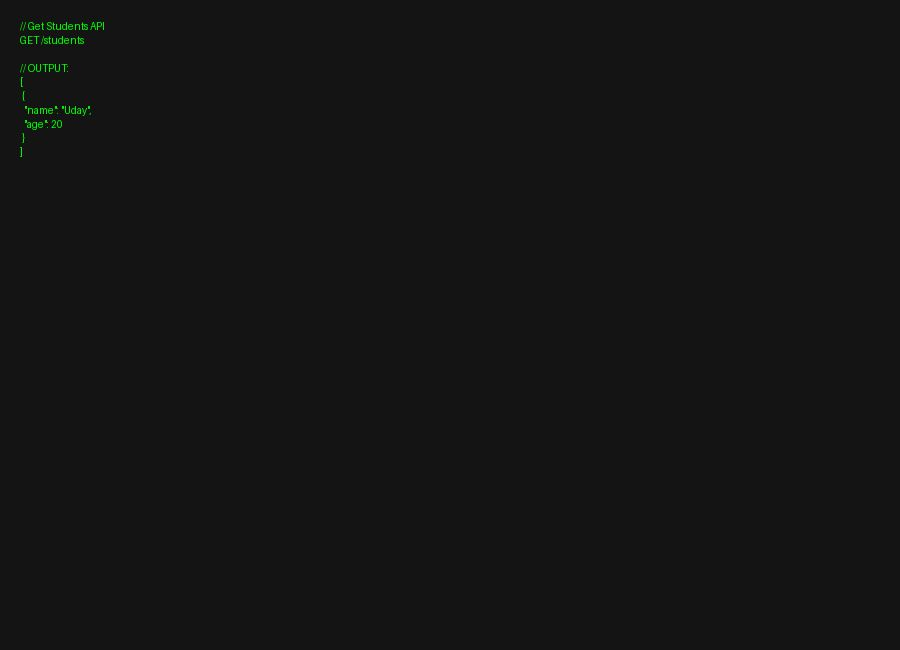 // Get Students API
GET /students

// OUTPUT:
[
 {
  "name": "Uday",
  "age": 20
 }
]